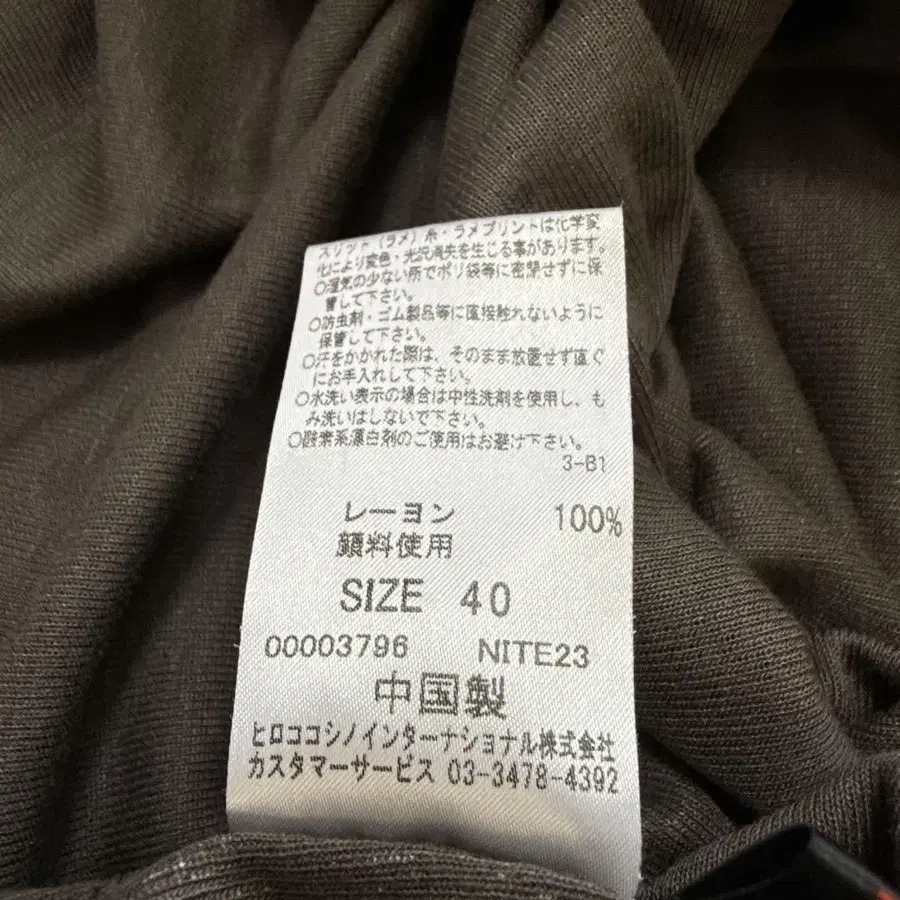 スリット(ラメ)糸・ラメプリントは化学変
化により変色・光沢消失を生じる事があります。
○湿気の少ない所でポリ袋等に密閉せずに保
管して下さい。
○防虫剤・ゴム製品等に直接触れないように
保管して下さい。
○汗をかかれた際は、そのまま放置せず直ぐ
にお手入れして下さい。
○水洗い表示の場合は中性洗剤を使用し、も
み洗いはしないで下さい。
○酸素系漂白剤のご使用はお避け下さい。
3-B1
レーヨン 100%
顔料使用
SIZE 40
00003796 NITE23
中国製
ヒロココシノインターナショナル株式会社
カスタマーサービス 03-3478-4392